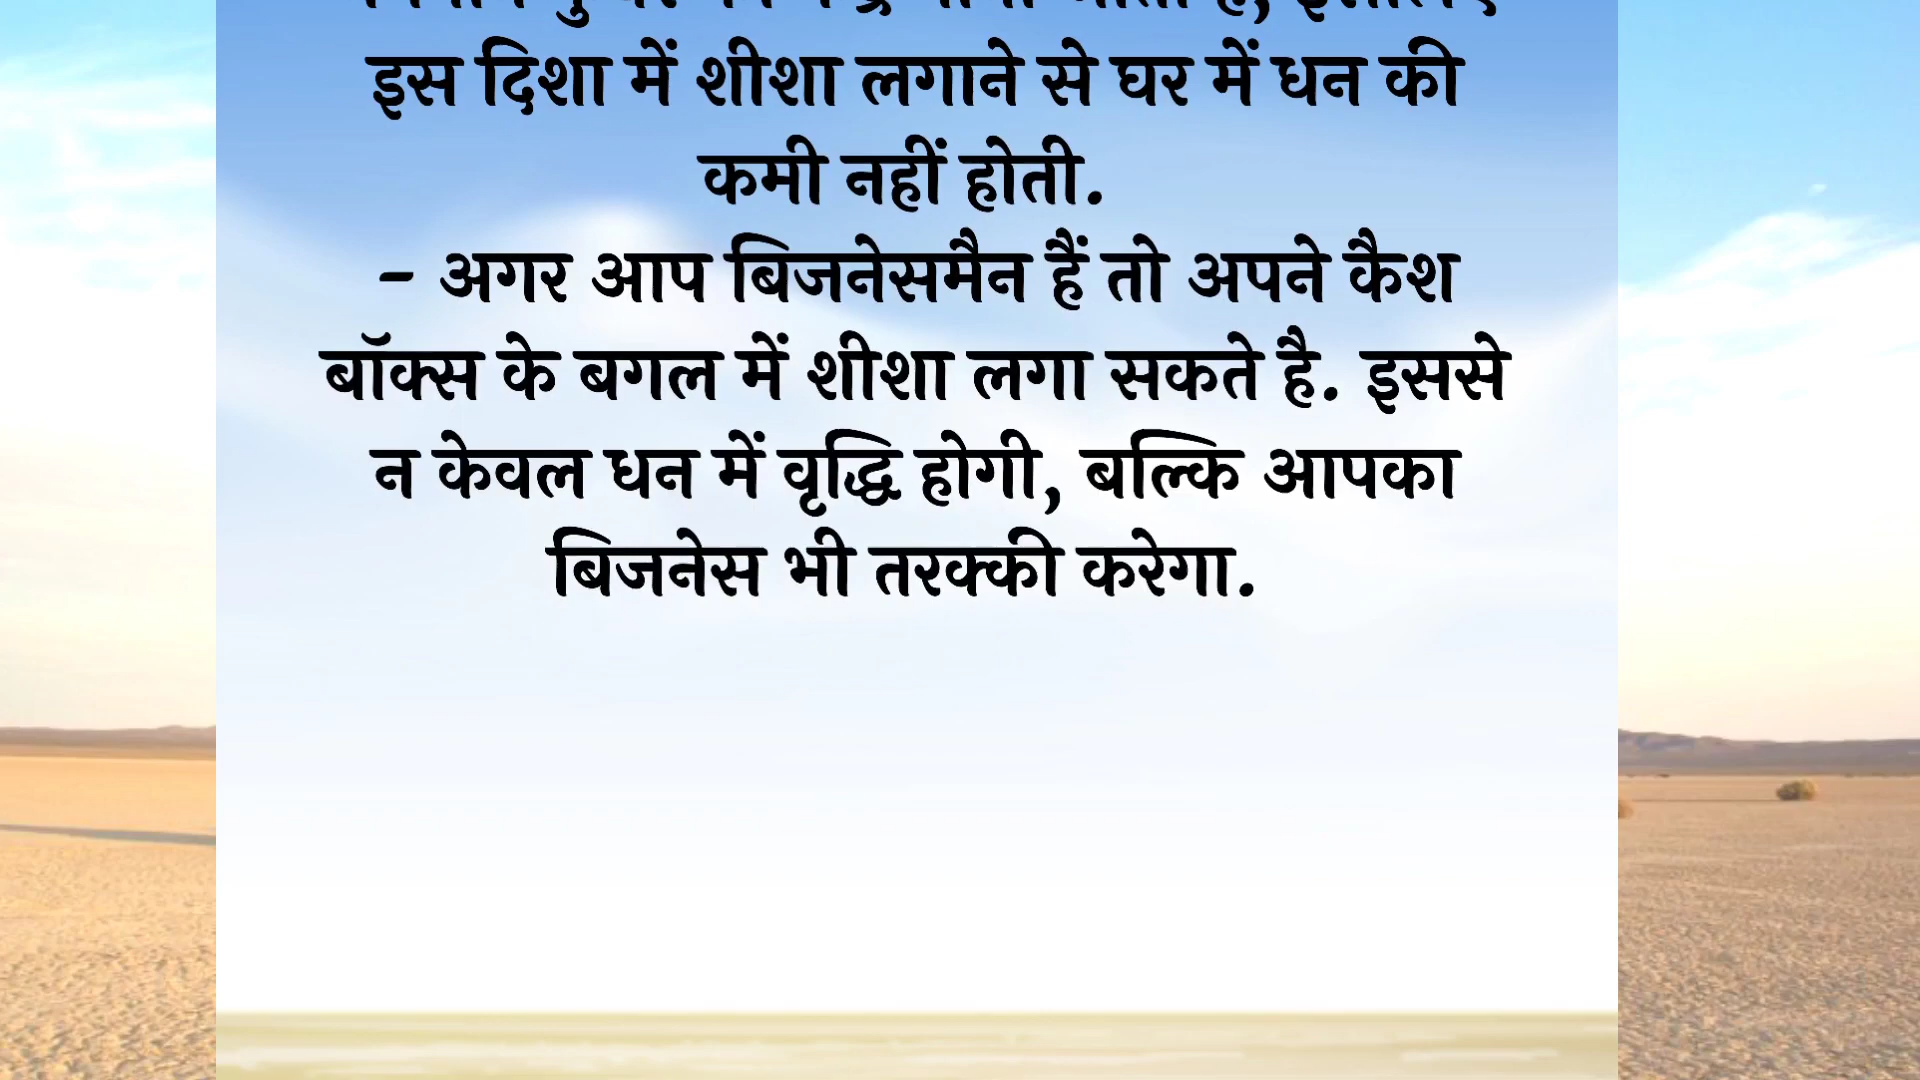 इस दिशा में शीशा लगाने से घर में धन की
कमी नहीं होती.
- अगर आप बिजनेसमैन हैं तो अपने कैश
बॉक्स के बगल में शीशा लगा सकते है. इससे
न केवल धन में वृद्धि होगी, बल्कि आपका
बिजनेस भी तरक्की करेगा.